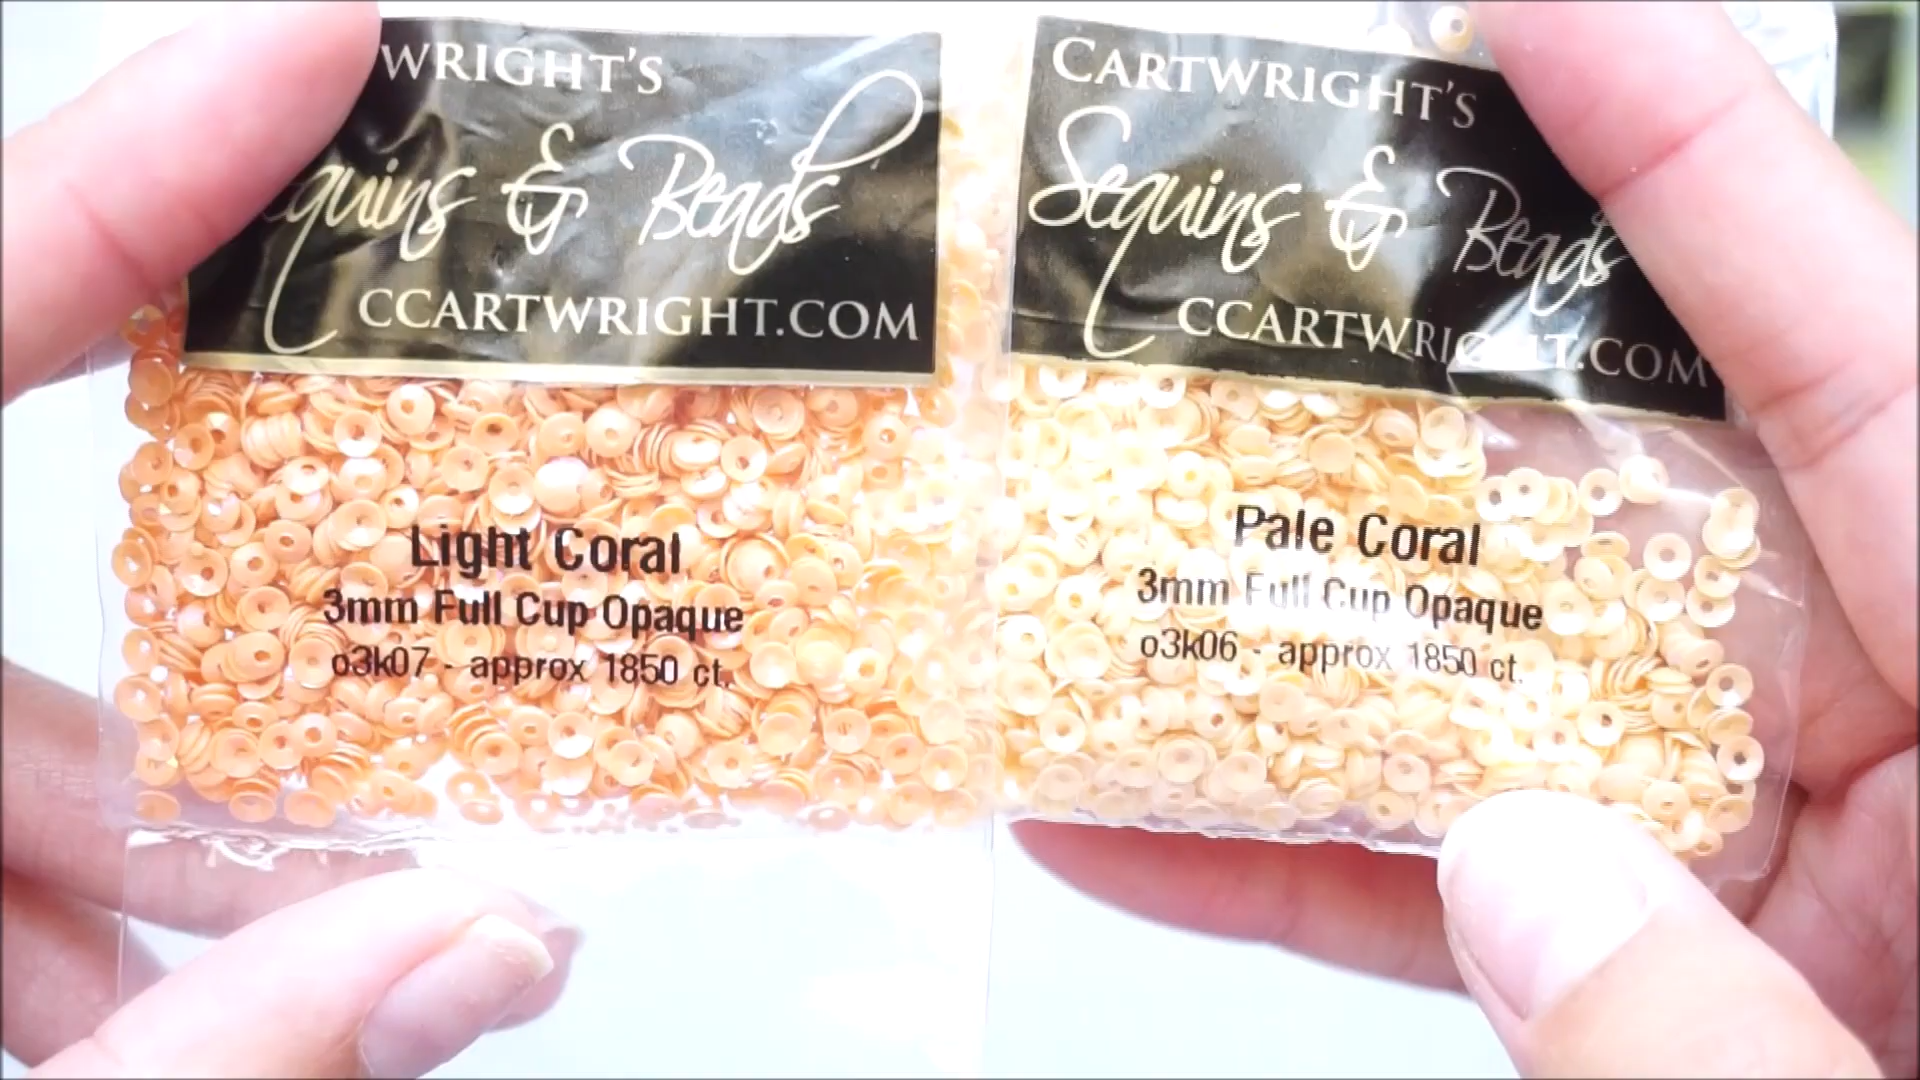 WRIGHT'S
quins & Beads
CCARTWRIGHT.COM
Light Coral
3mm Full Cup Opaque
o3k07 - approx 1850 ct.
CARTWRIGHT'S
Sequins & Beads
CCARTWRIGHT.COM
Pale Coral
3mm Full Cup Opaque
o3k06 - approx 1850 ct.